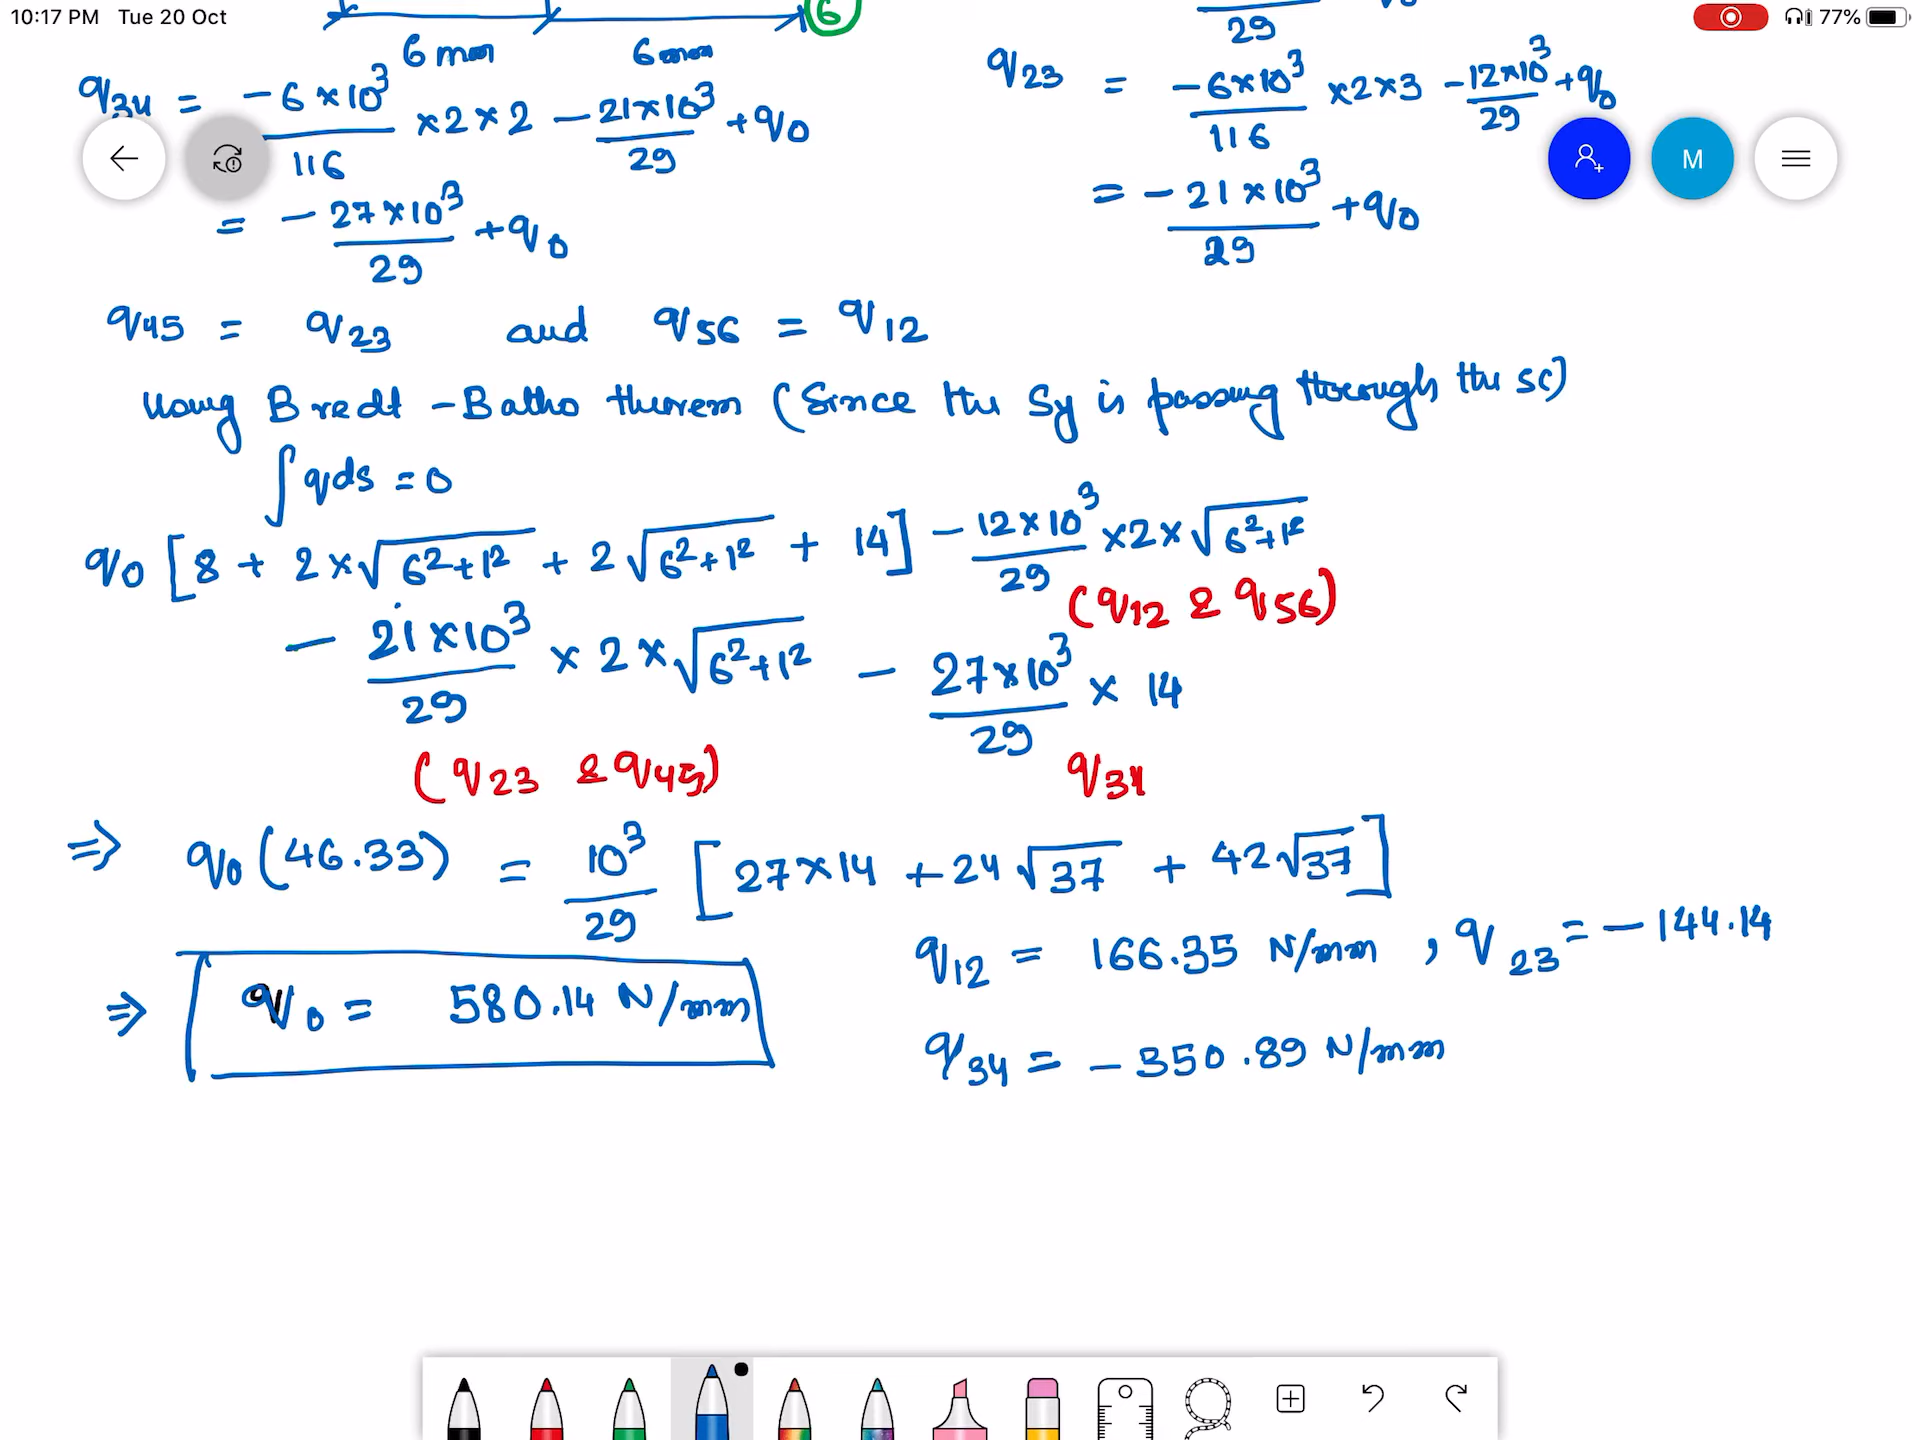 10:17 PM Tue 20 Oct 77%
6 mm 6 mm 6
29
q34 = -6×10³/116 ×2×2 - 21×10³/29 + q0
= -27×10³/29 + q0
q23 = -6×10³/116 ×2×3 - 12×10³/29 + q0
= -21×10³/29 + q0
M
q45 = q23 and q56 = q12
Using Bredt-Batho theorem (Since the Sy is passing through the SC)
∫qds = 0
q0 [8 + 2×√(6²+1²) + 2√(6²+1²) + 14] - 12×10³/29 ×2×√(6²+1²)
(q12 & q56)
- 21×10³/29 × 2×√(6²+1²) - 27×10³/29 × 14
(q23 & q45) q34
⇒ q0(46.33) = 10³/29 [27×14 + 24√37 + 42√37]
⇒ q0 = 580.14 N/mm
q12 = 166.35 N/mm, q23 = -144.14
q34 = -350.89 N/mm